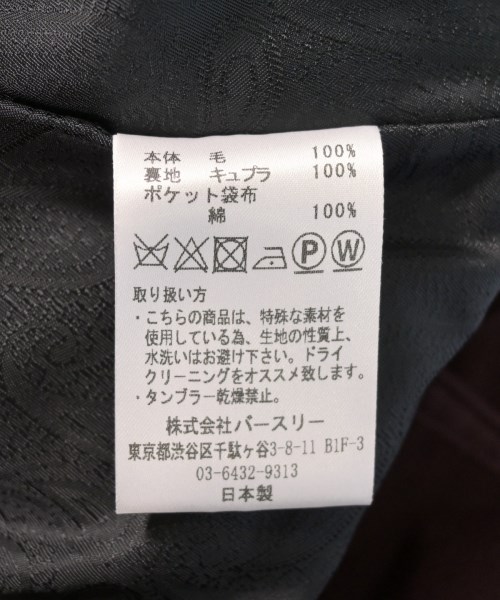 本体 毛 100%
裏地 キュプラ 100%
ポケット袋布
綿 100%
P W
取り扱い方
・こちらの商品は、特殊な素材を
使用している為、生地の性質上、
水洗いはお避け下さい。ドライ
クリーニングをオススメ致します。
・タンブラー乾燥禁止。
株式会社バースリー
東京都渋谷区千駄ヶ谷3-8-11 B1F-3
03-6432-9313
日本製